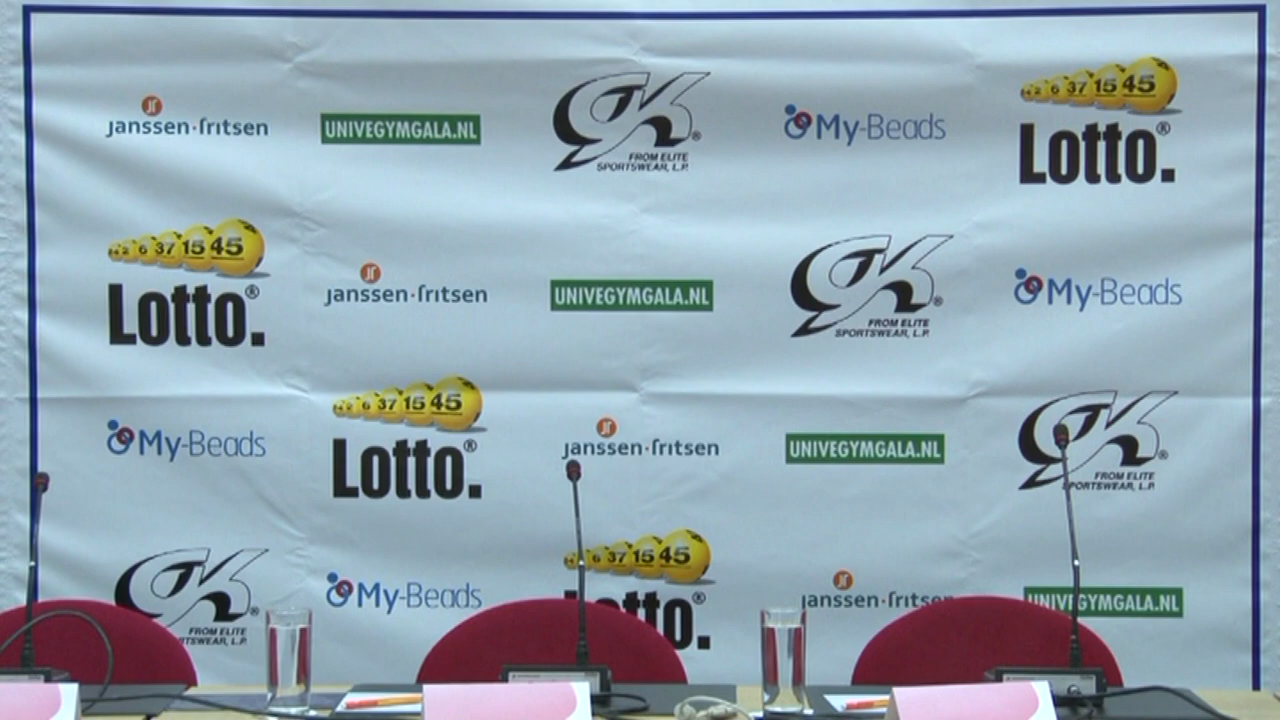 janssen·fritsen
UNIVEGYMGALA.NL
GK
FROM ELITE
SPORTSWEAR, L.P.
My-Beads
6 37 15 45
Lotto.®
6 37 15 45
Lotto.®
janssen·fritsen
UNIVEGYMGALA.NL
GK
FROM ELITE
SPORTSWEAR, L.P.
My-Beads
My-Beads
6 37 15 45
Lotto.®
janssen·fritsen
UNIVEGYMGALA.NL
GK
FROM ELITE
SPORTSWEAR, L.P.
GK
FROM ELITE
RTSWEAR, L.P.
My-Beads
6 37 15 45
Lotto.®
janssen·fritsen
UNIVEGYMGALA.NL